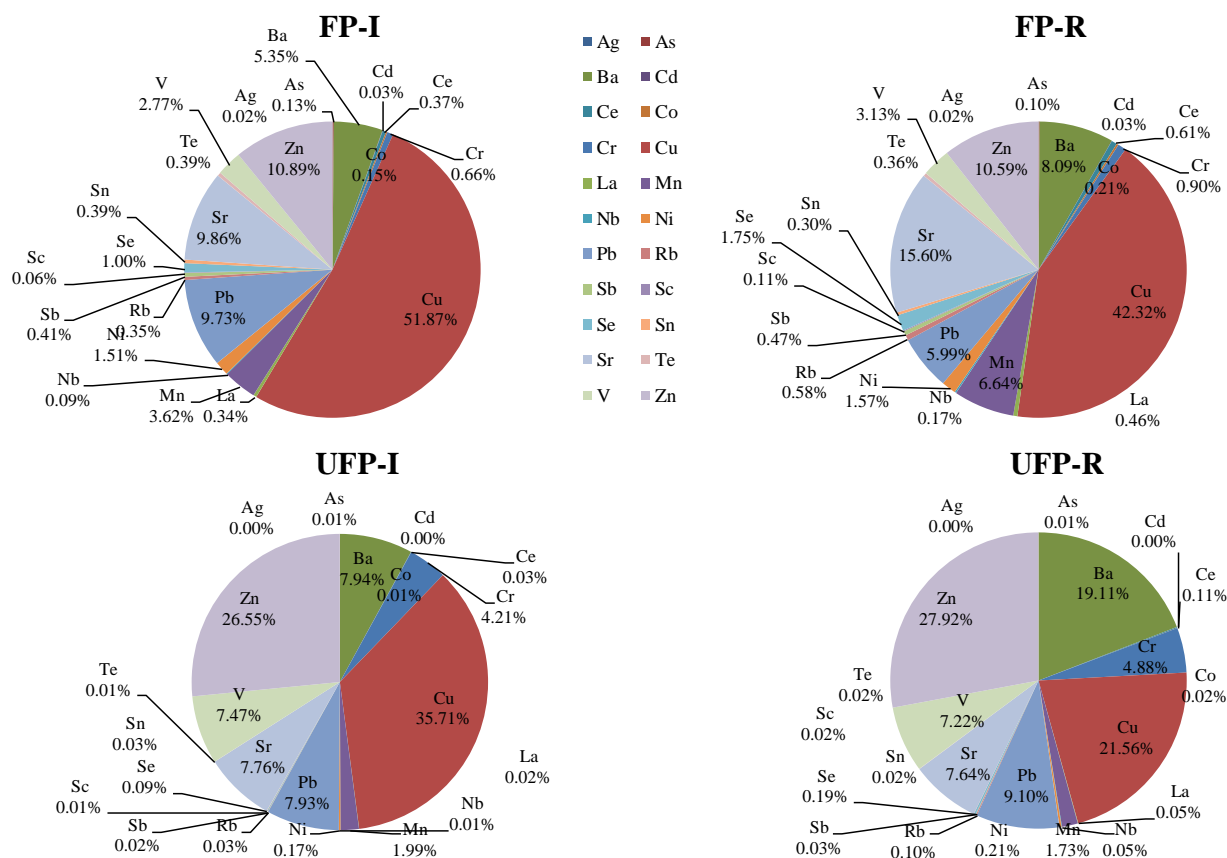 FP-I
Ba
5.35%
Cd
0.03%
Ce
0.37%
As
0.13%
V
2.77%
Ag
0.02%
Te
0.39%
Zn
10.89%
Co
0.15%
Cr
0.66%
Sn
0.39%
Sr
9.86%
Se
1.00%
Sc
0.06%
Cu
51.87%
Pb
9.73%
Sb
0.41%
Rb
0.35%
Ni
1.51%
Nb
0.09%
Mn
3.62%
La
0.34%
Ag As
Ba Cd
Ce Co
Cr Cu
La Mn
Nb Ni
Pb Rb
Sb Sc
Se Sn
Sr Te
V Zn
FP-R
As
0.10%
Cd
0.03%
Ce
0.61%
V
3.13%
Ag
0.02%
Te
0.36%
Zn
10.59%
Ba
8.09%
Co
0.21%
Cr
0.90%
Sn
0.30%
Se
1.75%
Sr
15.60%
Sc
0.11%
Cu
42.32%
Sb
0.47%
Pb
5.99%
Mn
6.64%
Rb
0.58%
Ni
1.57%
Nb
0.17%
La
0.46%
UFP-I
Ag
0.00%
As
0.01%
Cd
0.00%
Ba
7.94%
Co
0.01%
Ce
0.03%
Cr
4.21%
Zn
26.55%
Te
0.01%
V
7.47%
Cu
35.71%
Sn
0.03%
Sr
7.76%
La
0.02%
Se
0.09%
Sc
0.01%
Pb
7.93%
Nb
0.01%
Sb
0.02%
Rb
0.03%
Ni
0.17%
Mn
1.99%
UFP-R
Ag
0.00%
As
0.01%
Cd
0.00%
Ce
0.11%
Ba
19.11%
Zn
27.92%
Cr
4.88%
Co
0.02%
Te
0.02%
V
7.22%
Sc
0.02%
Cu
21.56%
Sn
0.02%
Sr
7.64%
Pb
9.10%
Se
0.19%
La
0.05%
Sb
0.03%
Rb
0.10%
Ni
0.21%
Mn
1.73%
Nb
0.05%